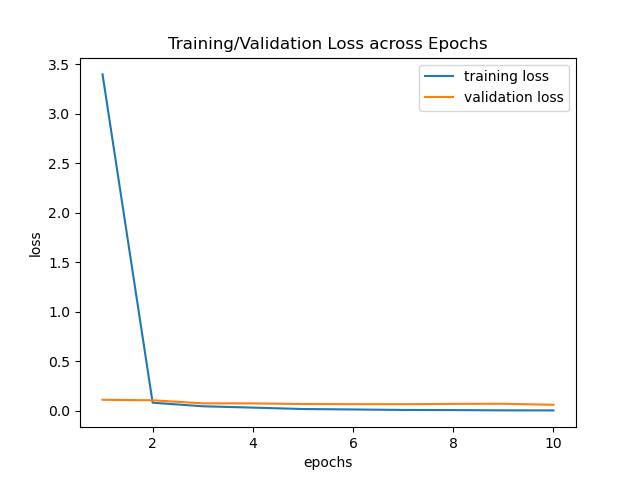 Training/Validation Loss across Epochs
training loss
validation loss
3.5
3.0
2.5
2.0
1.5
1.0
0.5
0.0
loss
2
4
6
8
10
epochs